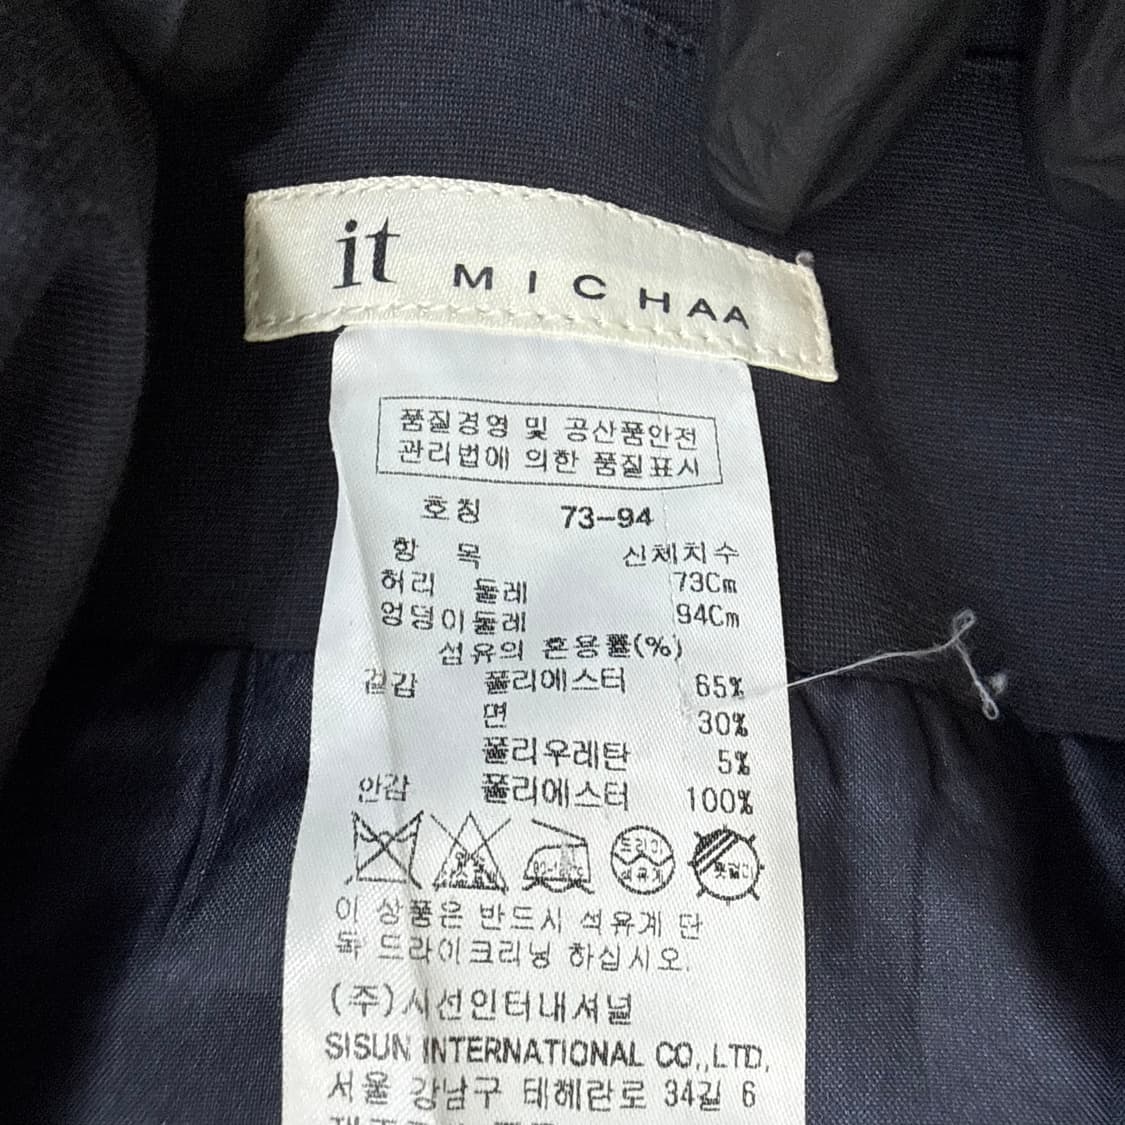 it MICHAA
품질경영 및 공산품안전
관리법에 의한 품질표시
호칭 73-94
항 목 신체치수
허리 둘레 73Cm
엉덩이둘레 94Cm
섬유의 혼용률(%)
겉감 폴리에스터 65%
면 30%
폴리우레탄 5%
안감 폴리에스터 100%
드라이
석유계
이 상품은 반드시 석유계 단
독 드라이크리닝 하십시오.
(주)시선인터내셔널
SISUN INTERNATIONAL CO.,LTD.
서울 강남구 테헤란로 34길 6